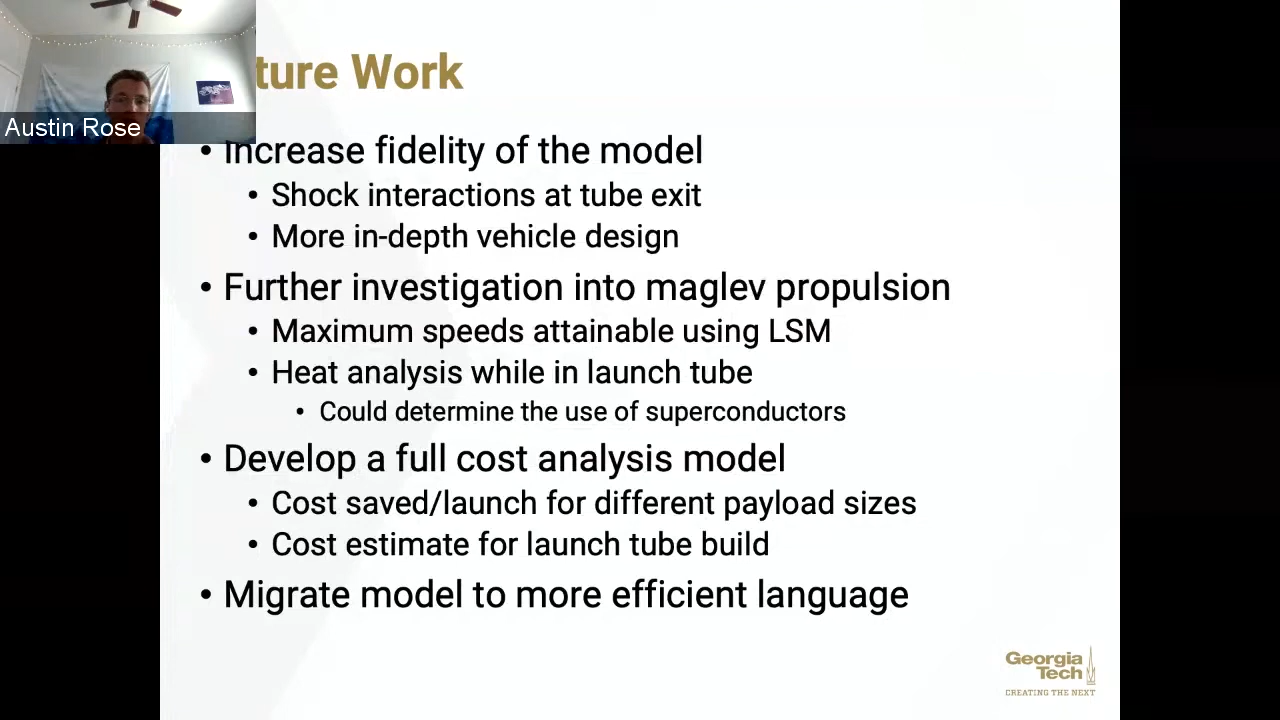 ture Work
Austin Rose
• Increase fidelity of the model
• Shock interactions at tube exit
• More in-depth vehicle design
• Further investigation into maglev propulsion
• Maximum speeds attainable using LSM
• Heat analysis while in launch tube
• Could determine the use of superconductors
• Develop a full cost analysis model
• Cost saved/launch for different payload sizes
• Cost estimate for launch tube build
• Migrate model to more efficient language
Georgia
Tech
CREATING THE NEXT